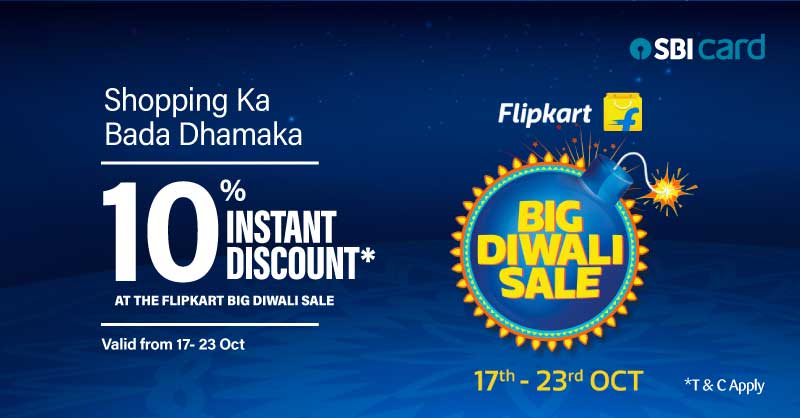 SBI card
Shopping Ka
Bada Dhamaka
10%
INSTANT
DISCOUNT*
AT THE FLIPKART BIG DIWALI SALE
Valid from 17- 23 Oct
Flipkart
BIG
DIWALI
SALE
17th - 23rd OCT
*T & C Apply